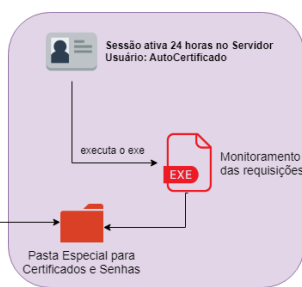 Sessão ativa 24 horas no Servidor
Usuário: AutoCertificado
executa o exe
EXE
Monitoramento
das requisições
Pasta Especial para
Certificados e Senhas